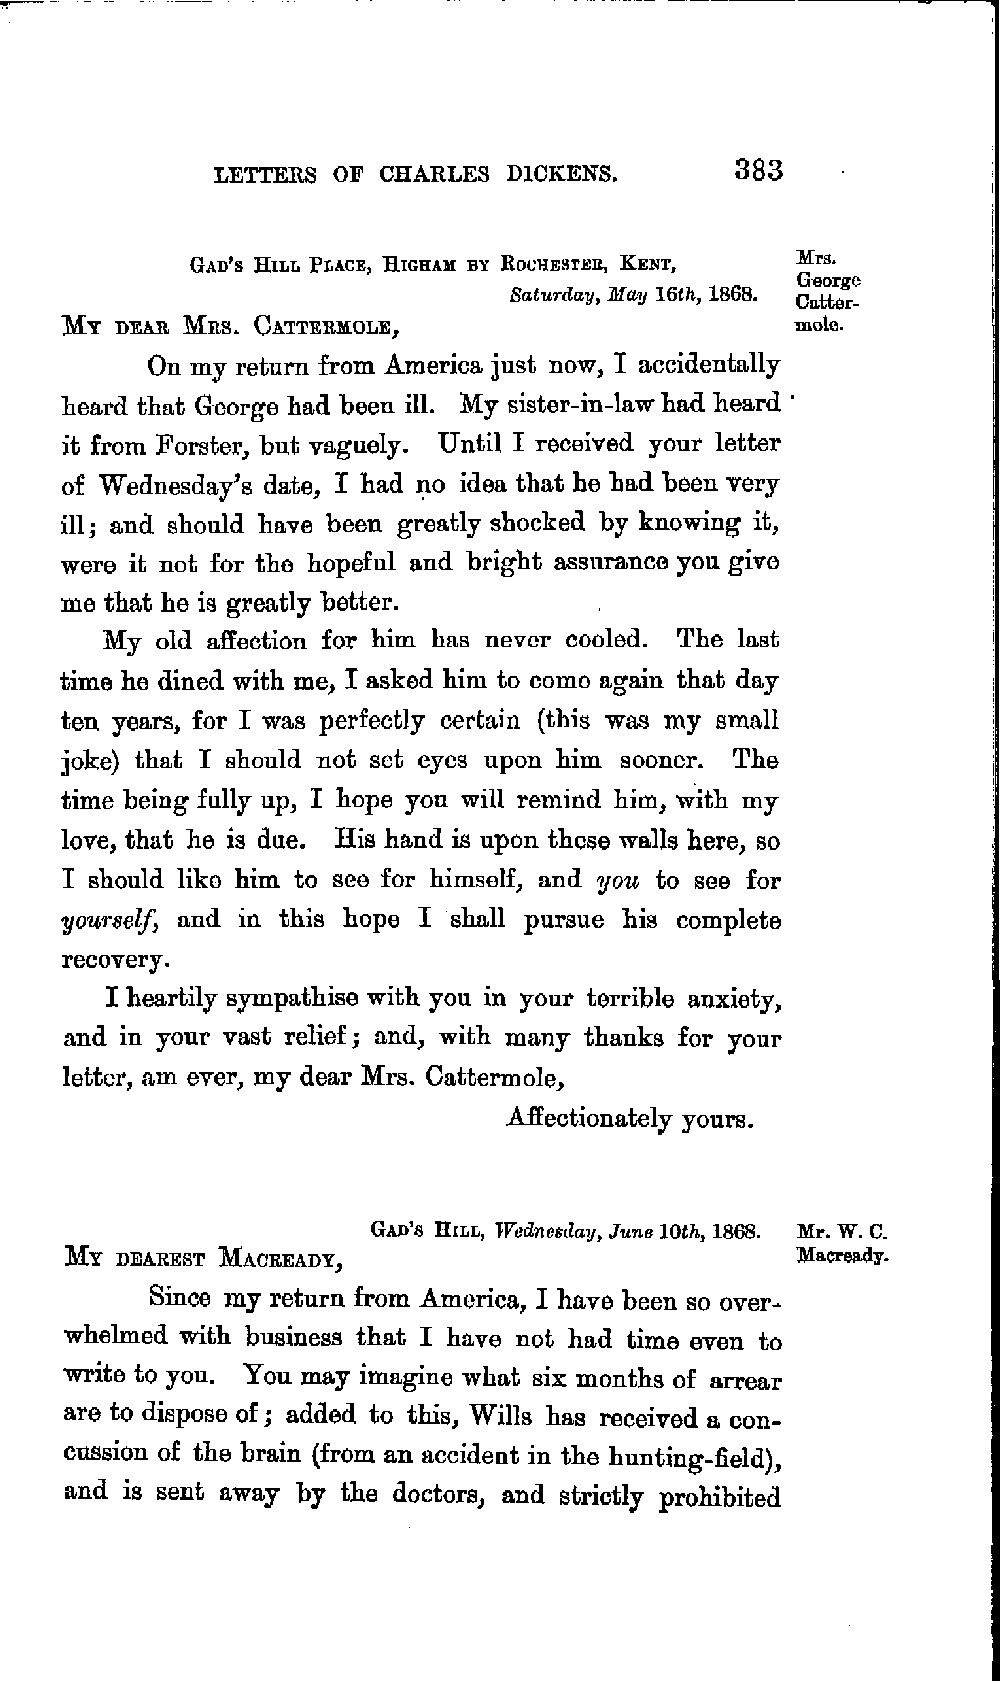 LETTERS OF CHARLES DICKENS. 383
GAD'S HILL PLACE, HIGHAM BY ROCHESTER, KENT,
Saturday, May 16th, 1868.
Mrs.
George
Catter-
mole.
MY DEAR MRS. CATTERMOLE,
On my return from America just now, I accidentally
heard that George had been ill. My sister-in-law had heard
it from Forster, but vaguely. Until I received your letter
of Wednesday's date, I had no idea that he had been very
ill; and should have been greatly shocked by knowing it,
were it not for the hopeful and bright assurance you give
me that he is greatly better.
My old affection for him has never cooled. The last
time he dined with me, I asked him to come again that day
ten years, for I was perfectly certain (this was my small
joke) that I should not set eyes upon him sooner. The
time being fully up, I hope you will remind him, with my
love, that he is due. His hand is upon these walls here, so
I should like him to see for himself, and you to see for
yourself, and in this hope I shall pursue his complete
recovery.
I heartily sympathise with you in your terrible anxiety,
and in your vast relief; and, with many thanks for your
letter, am ever, my dear Mrs. Cattermole,
Affectionately yours.
GAD'S HILL, Wednesday, June 10th, 1868.
Mr. W. C.
Macready.
MY DEAREST MACREADY,
Since my return from America, I have been so over-
whelmed with business that I have not had time even to
write to you. You may imagine what six months of arrear
are to dispose of; added to this, Wills has received a con-
cussion of the brain (from an accident in the hunting-field),
and is sent away by the doctors, and strictly prohibited